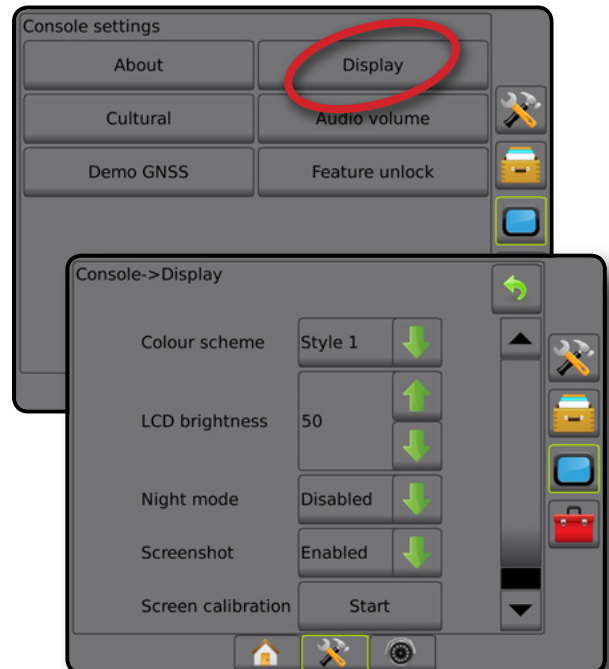 Console settings
About Display
Cultural Audio volume
Demo GNSS Feature unlock
Console->Display
Colour scheme Style 1
LCD brightness 50
Night mode Disabled
Screenshot Enabled
Screen calibration Start